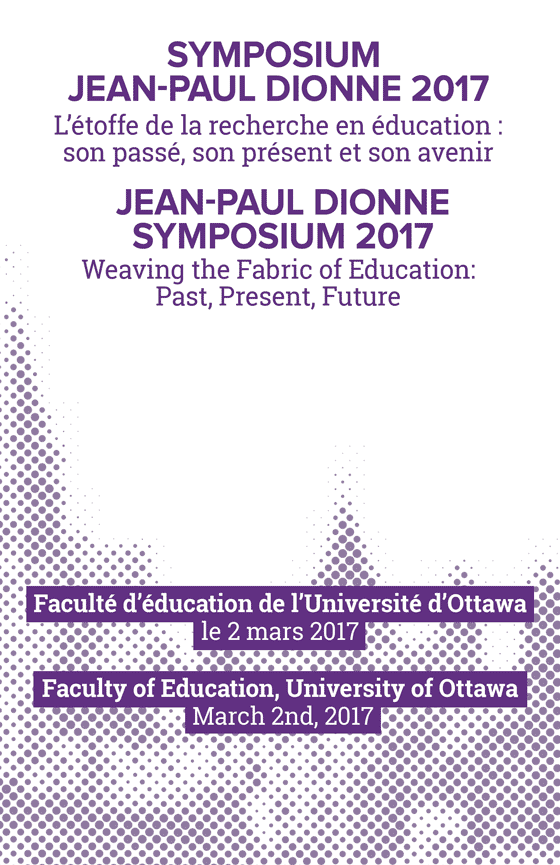 SYMPOSIUM
JEAN-PAUL DIONNE 2017
L’étoffe de la recherche en éducation :
son passé, son présent et son avenir
JEAN-PAUL DIONNE
SYMPOSIUM 2017
Weaving the Fabric of Education:
Past, Present, Future
Faculté d’éducation de l’Université d’Ottawa
le 2 mars 2017
Faculty of Education, University of Ottawa
March 2nd, 2017